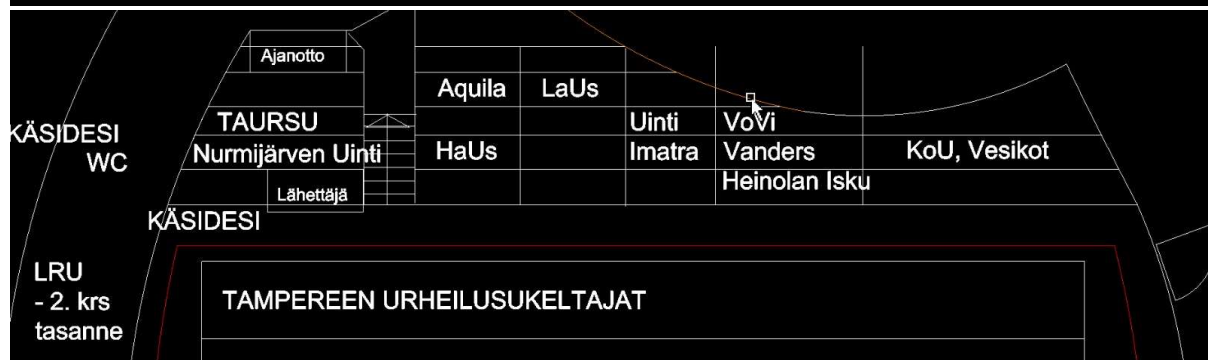 Ajanotto
Aquila LaUs
KÄSIDESI
WC
TAURSU
Uinti
Imatra
VoVi
Nurmijärven Uinti
HaUs
Vanders
KoU, Vesikot
Heinolan Isku
Lähettäjä
KÄSIDESI
LRU
- 2. krs
tasanne
TAMPEREEN URHEILUSUKELTAJAT